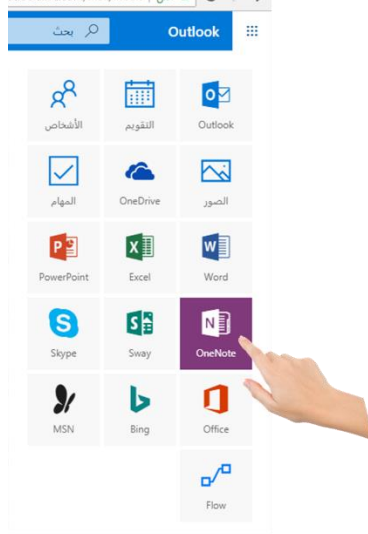 Outlook بحث
Outlook التقويم الأشخاص
الصور OneDrive المهام
Word Excel PowerPoint
OneNote Sway Skype
Office Bing MSN
Flow